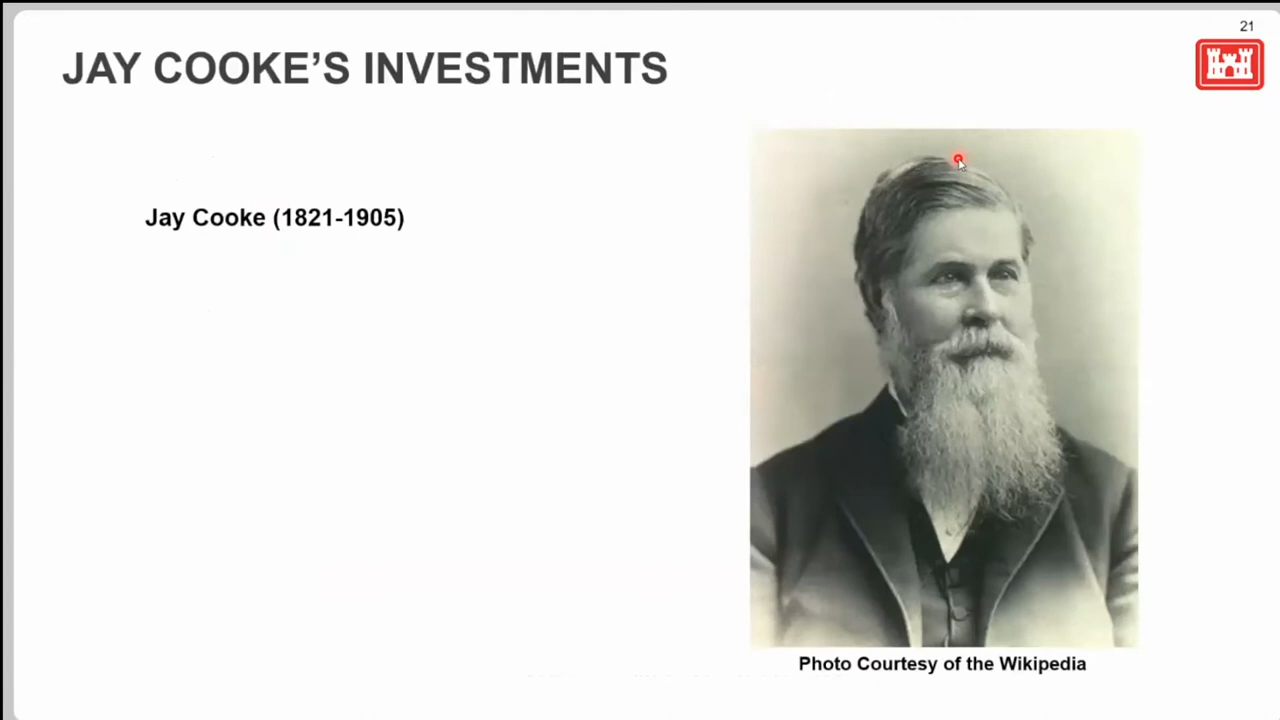 21
JAY COOKE’S INVESTMENTS
Jay Cooke (1821-1905)
Photo Courtesy of the Wikipedia